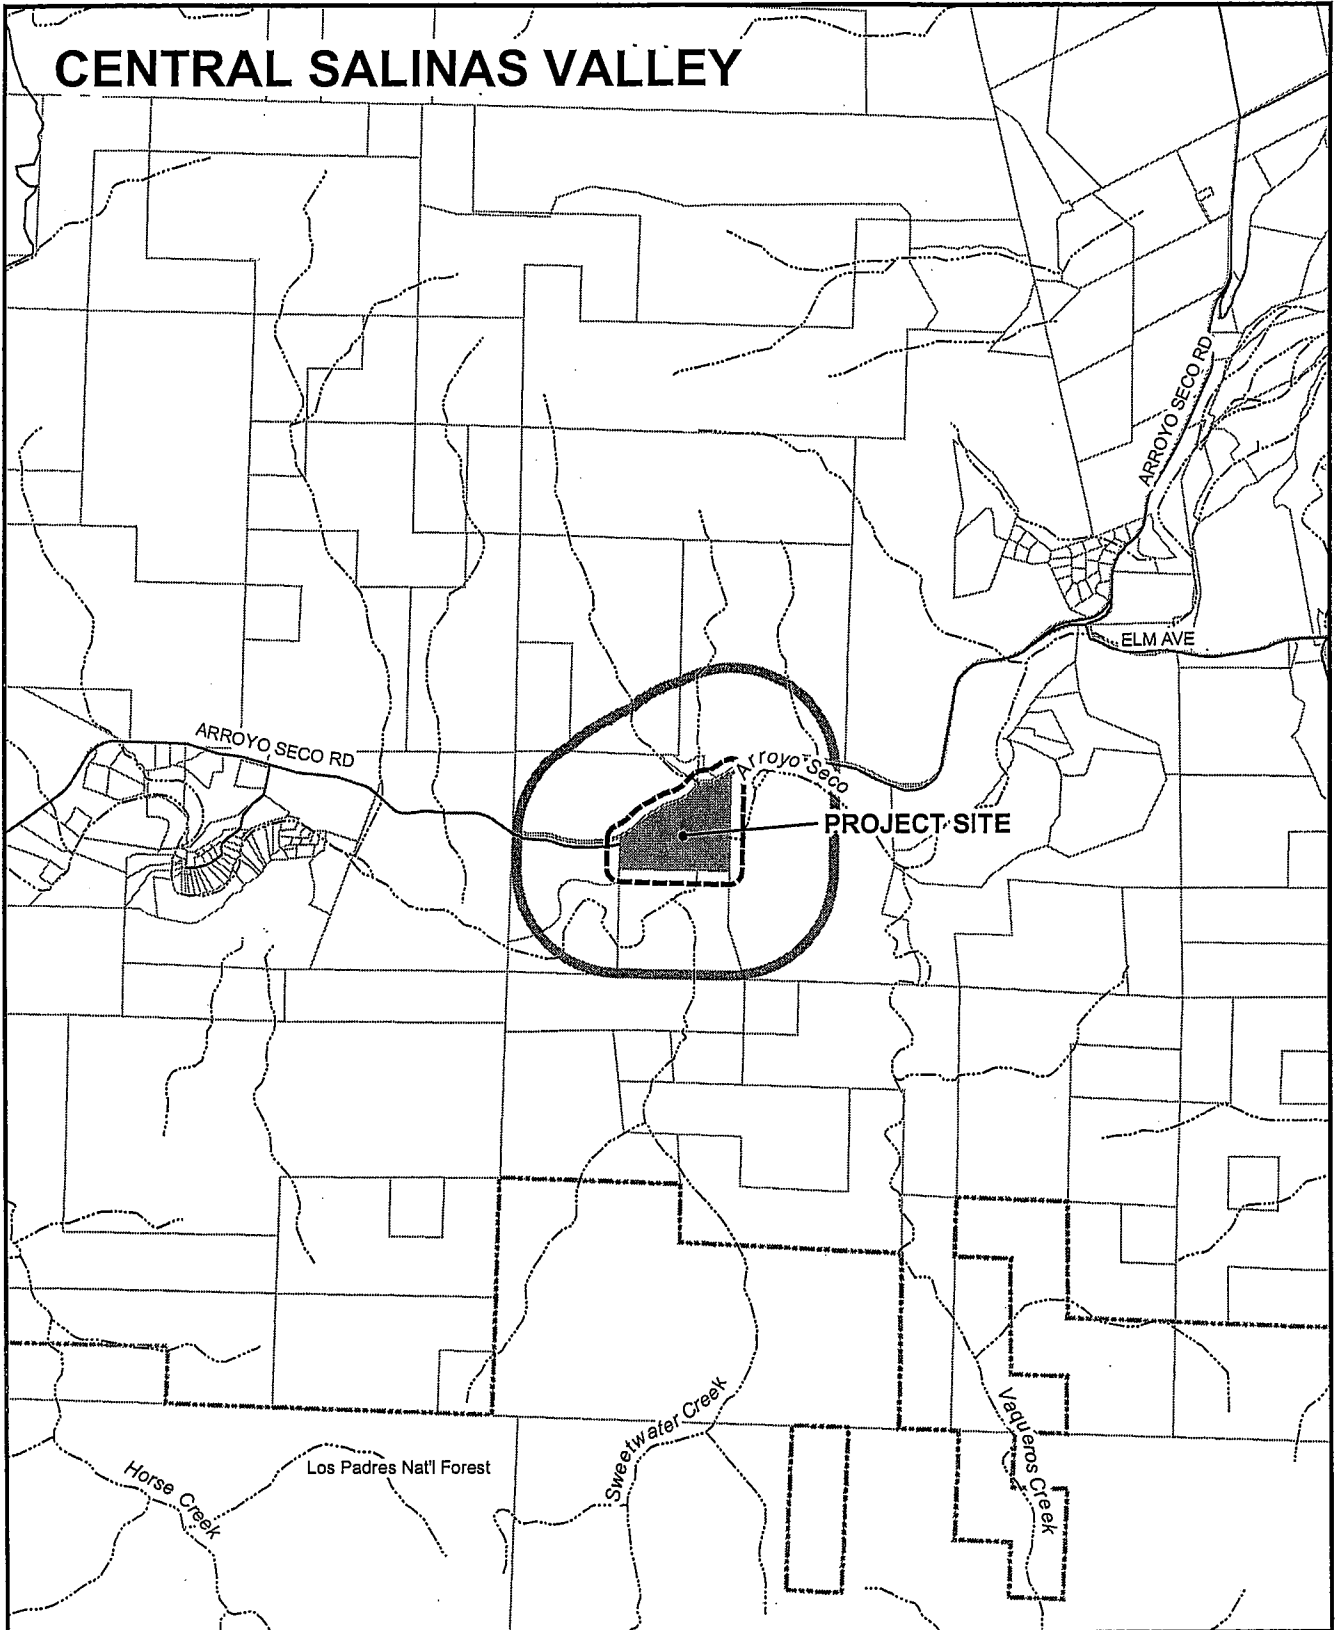 CENTRAL SALINAS VALLEY
ARROYO SECO RD
ELM AVE
ARROYO SECO RD
Arroyo Seco
PROJECT SITE
Sweetwater Creek
Vaqueros Creek
Los Padres Nat'l Forest
Horse Creek